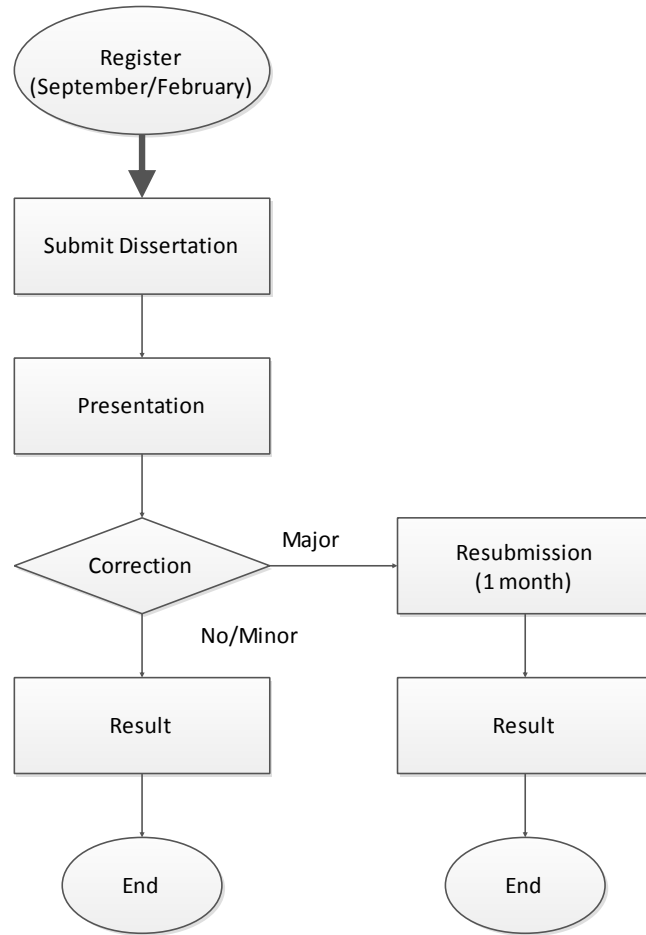 Register
(September/February)
Submit Dissertation
Presentation
Correction
Major
Resubmission
(1 month)
No/Minor
Result
Result
End
End